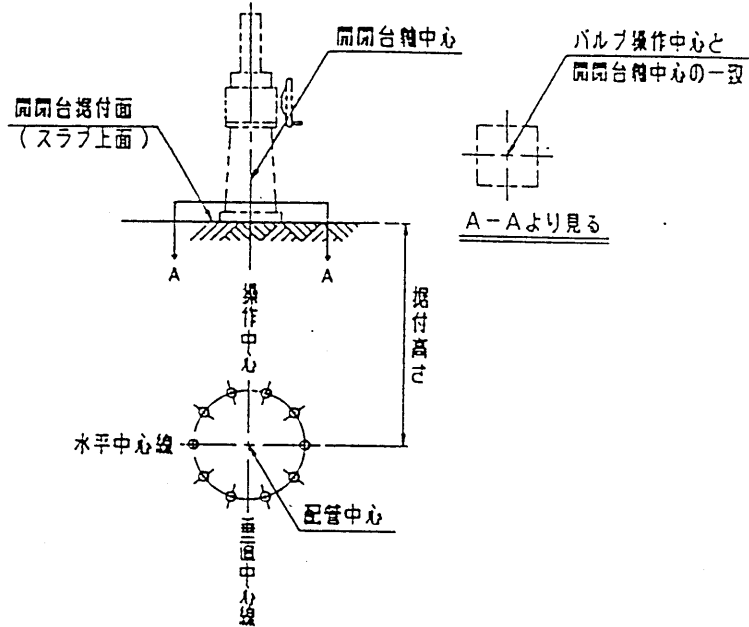 開閉台軸中心
バルブ操作中心と
開閉台軸中心の一致
開閉台据付面
(スラブ上面)
A-Aより見る
A
A
操作中心
据付高さ
水平中心線
配管中心
垂直中心線